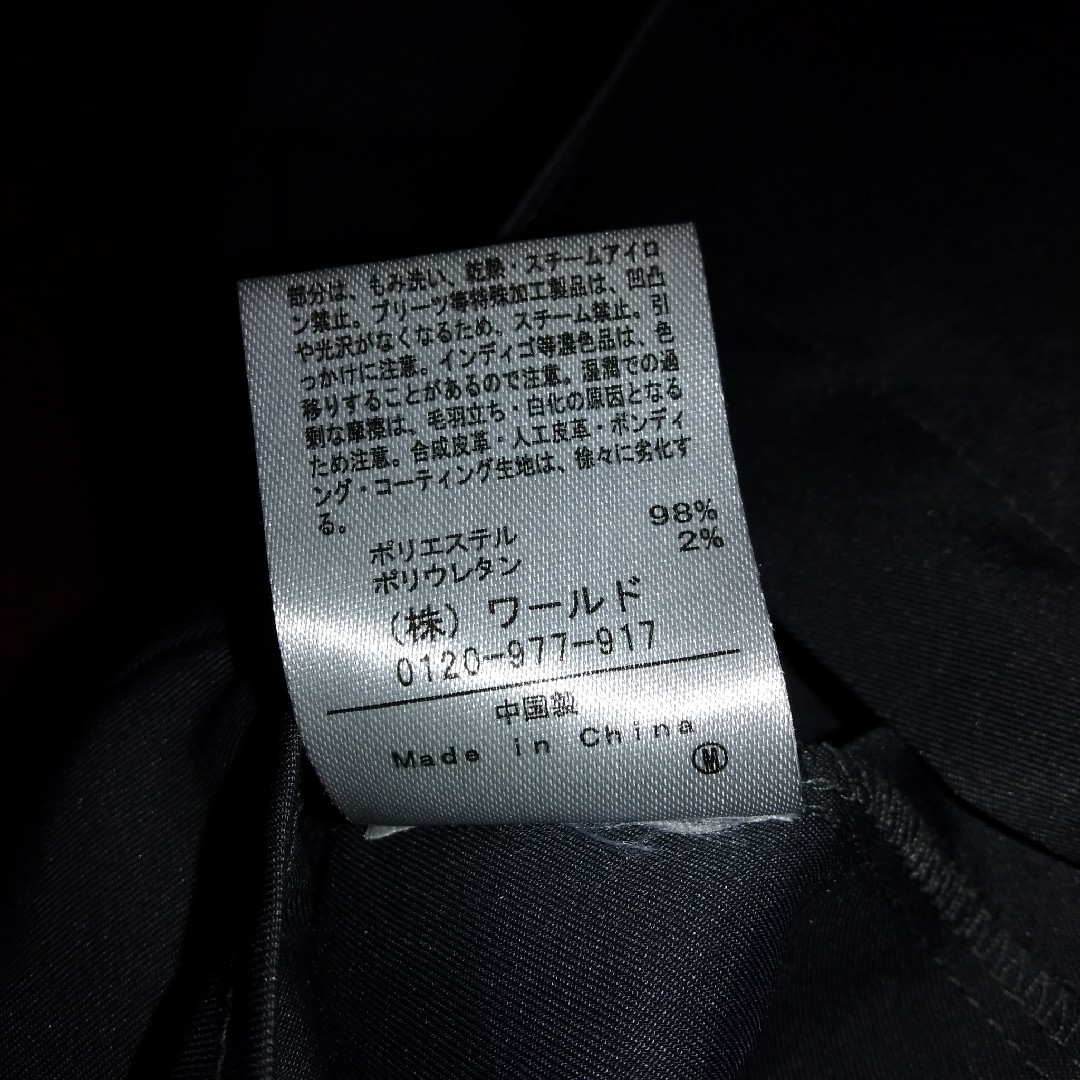 部分は、もみ洗い、乾熱・スチームアイロ
ン禁止。プリーツ等特殊加工製品は、凹凸
や光沢がなくなるため、スチーム禁止。引
っかけに注意。インディゴ等濃色品は、色
移りすることがあるので注意。湿潤での過
剰な摩擦は、毛羽立ち・白化の原因となる
ため注意。合成皮革・人工皮革・ボンディ
ング・コーティング生地は、徐々に劣化す
る。
ポリエステル 98%
ポリウレタン 2%
(株) ワールド
0120-977-917
中国製
Made in China
M